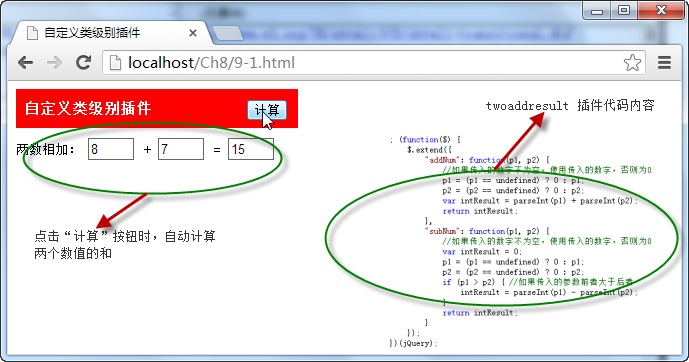 自定义类级别插件
localhost/Ch8/9-1.html
自定义类级别插件
计算
两数相加： 8 + 7 = 15
点击“计算”按钮时，自动计算
两个数值的和
twoaddresult 插件代码内容
; (function($) {
$.extend({
"addNum": function(p1, p2) {
//如果传入的数字不为空，使用传入的数字，否则为0
p1 = (p1 == undefined) ? 0 : p1;
p2 = (p2 == undefined) ? 0 : p2;
var intResult = parseInt(p1) + parseInt(p2);
return intResult;
},
"subNum": function(p1, p2) {
//如果传入的数字不为空，使用传入的数字，否则为0
var intResult = 0;
p1 = (p1 == undefined) ? 0 : p1;
p2 = (p2 == undefined) ? 0 : p2;
if (p1 > p2) { //如果传入的参数前者大于后者
intResult = parseInt(p1) - parseInt(p2);
}
return intResult;
}
});
})(jQuery);